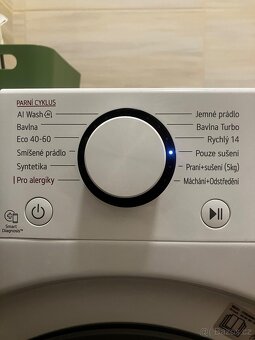 PARNÍ CYKLUS
AI Wash
Bavlna
Eco 40-60
Smíšené prádlo
Syntetika
Pro alergiky
Jemné prádlo
Bavlna Turbo
Rychlý 14
Pouze sušení
Praní+sušení (5kg)
Máchání+Odstředění
Smart
Diagnosis™